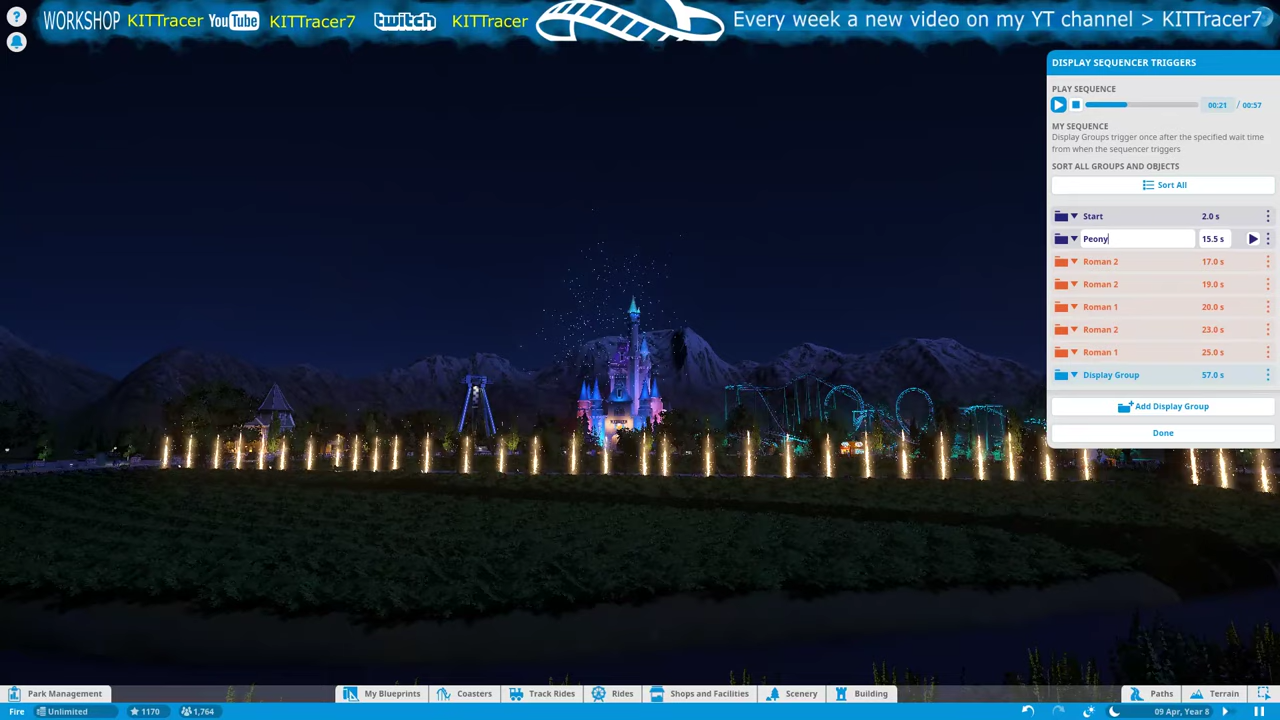 WORKSHOP KITTracer YouTube KITTracer7 twitch KITTracer Every week a new video on my YT channel > KITTracer7
DISPLAY SEQUENCER TRIGGERS
PLAY SEQUENCE
00:21 / 00:57
MY SEQUENCE
Display Groups trigger once after the specified wait time
from when the sequencer triggers
SORT ALL GROUPS AND OBJECTS
Sort All
Start 2.0 s
Peony 15.5 s
Roman 2 17.0 s
Roman 2 19.0 s
Roman 1 20.0 s
Roman 2 23.0 s
Roman 1 25.0 s
Display Group 57.0 s
Add Display Group
Done
Park Management My Blueprints Coasters Track Rides Rides Shops and Facilities Scenery Building Paths Terrain
Fire Unlimited 1170 1,764 09 Apr, Year 8